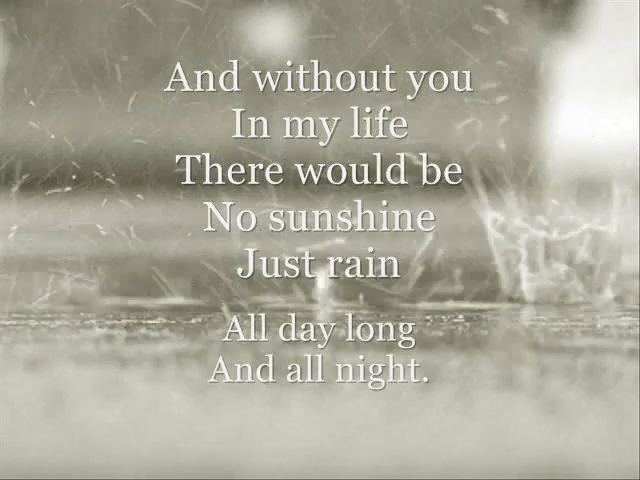 And without you
In my life
There would be
No sunshine
Just rain
All day long
And all night.